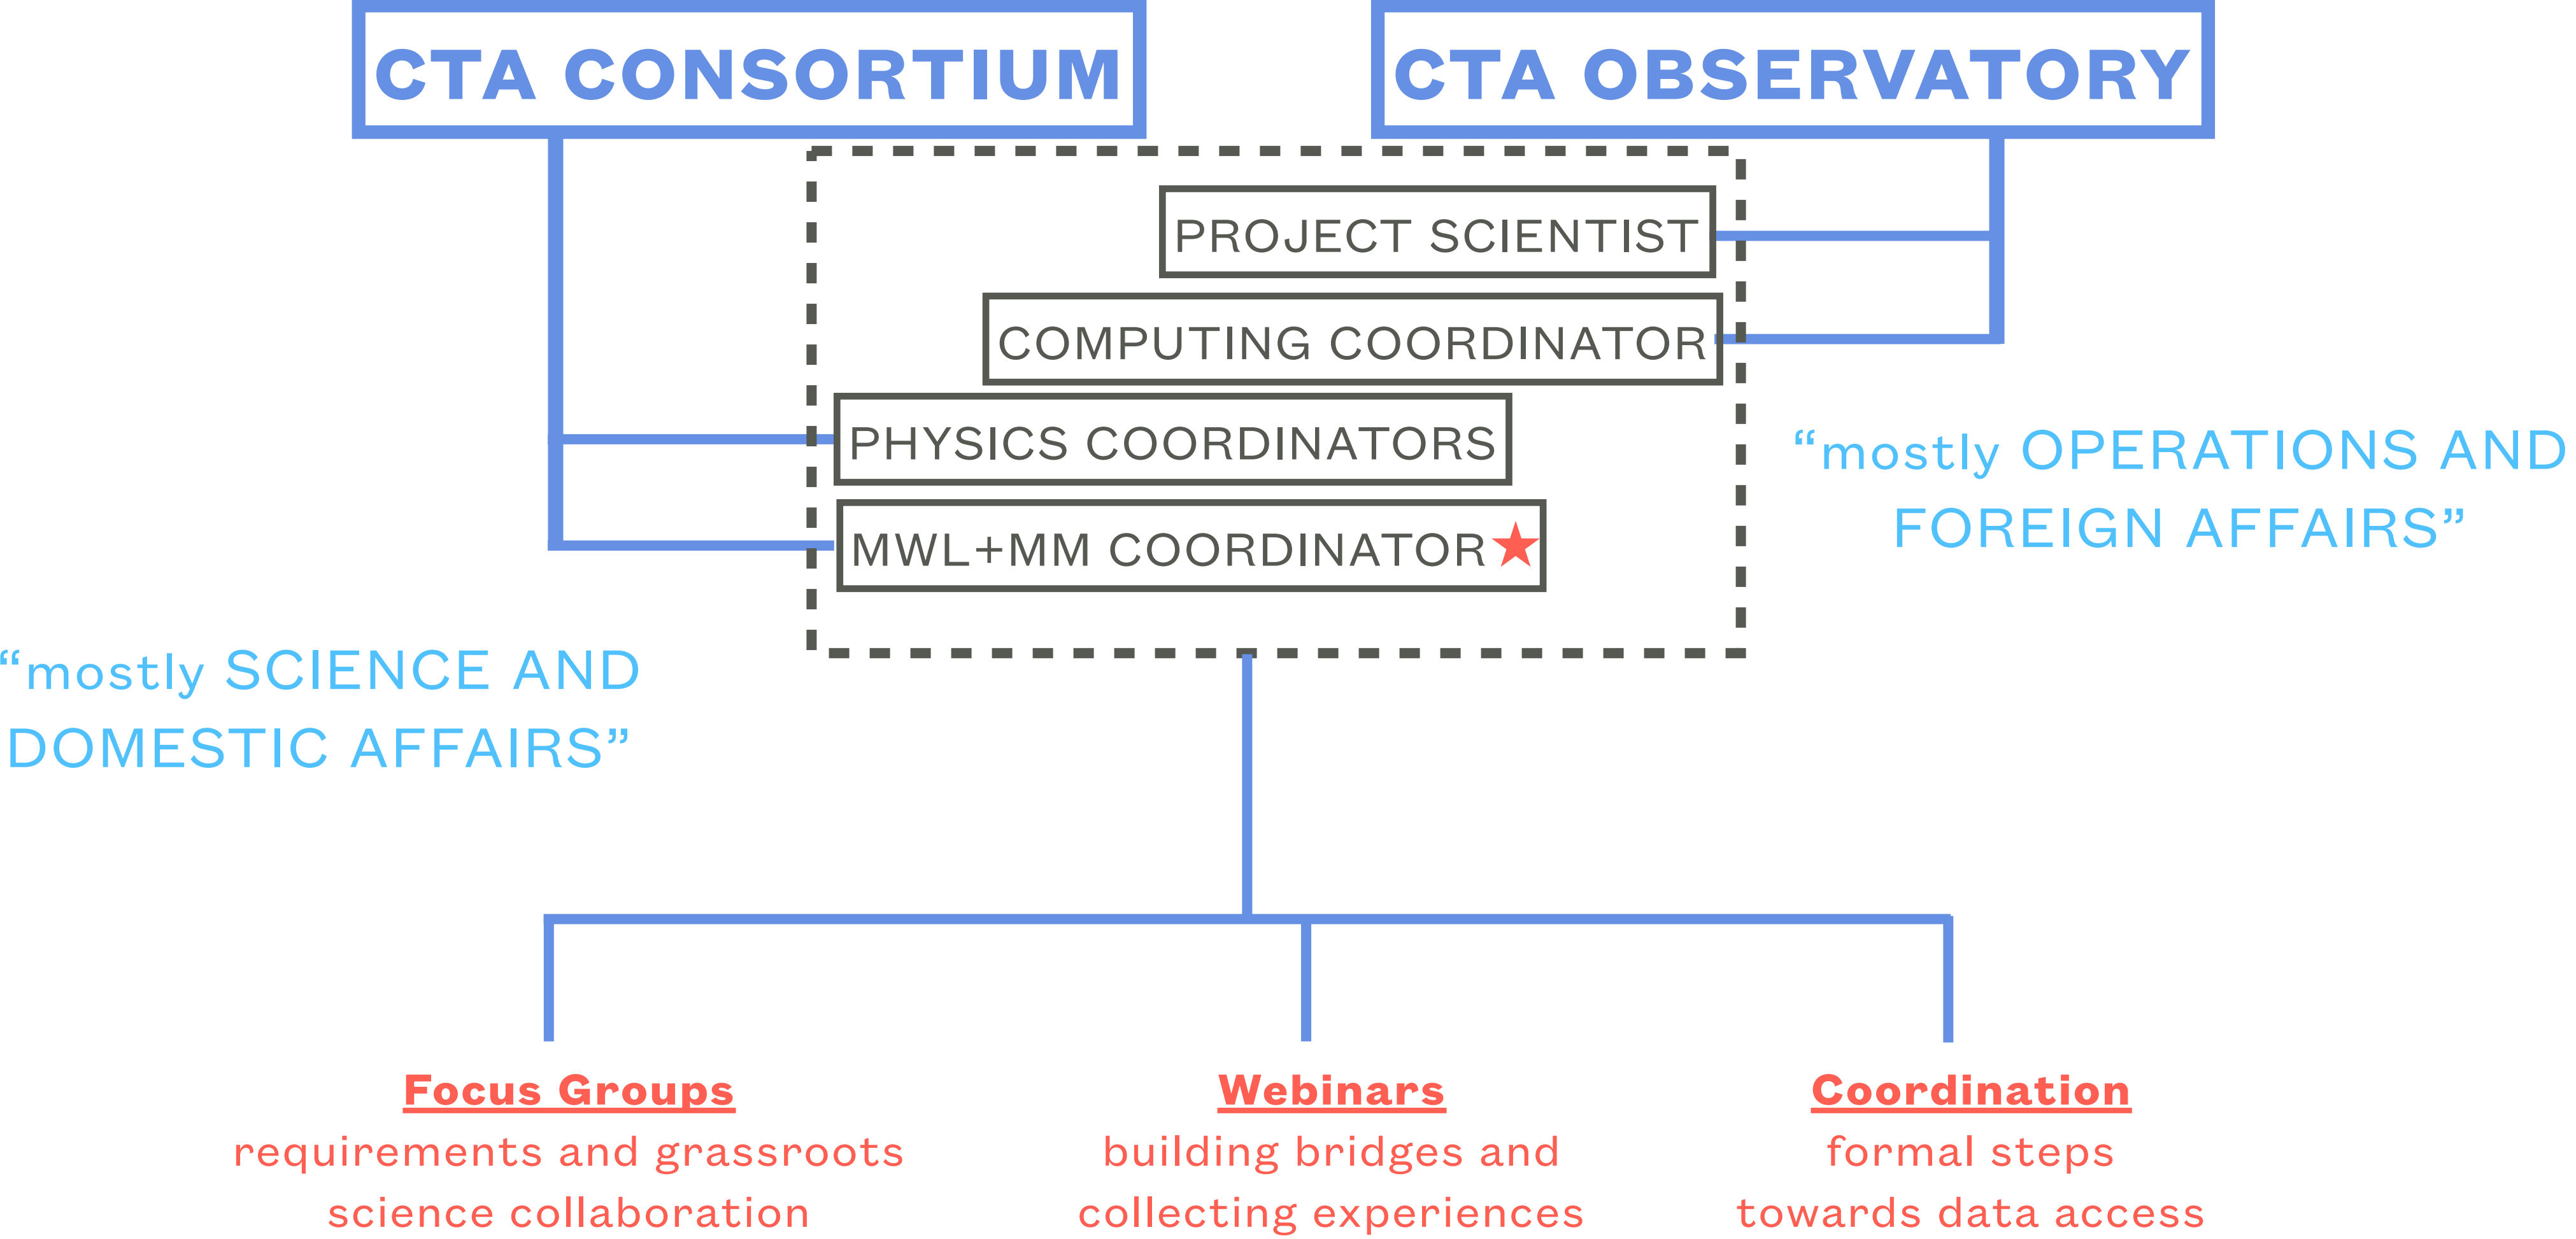 CTA CONSORTIUM
CTA OBSERVATORY
PROJECT SCIENTIST
COMPUTING COORDINATOR
PHYSICS COORDINATORS
MWL+MM COORDINATOR
“mostly OPERATIONS AND
FOREIGN AFFAIRS”
“mostly SCIENCE AND
DOMESTIC AFFAIRS”
Focus Groups
requirements and grassroots
science collaboration
Webinars
building bridges and
collecting experiences
Coordination
formal steps
towards data access